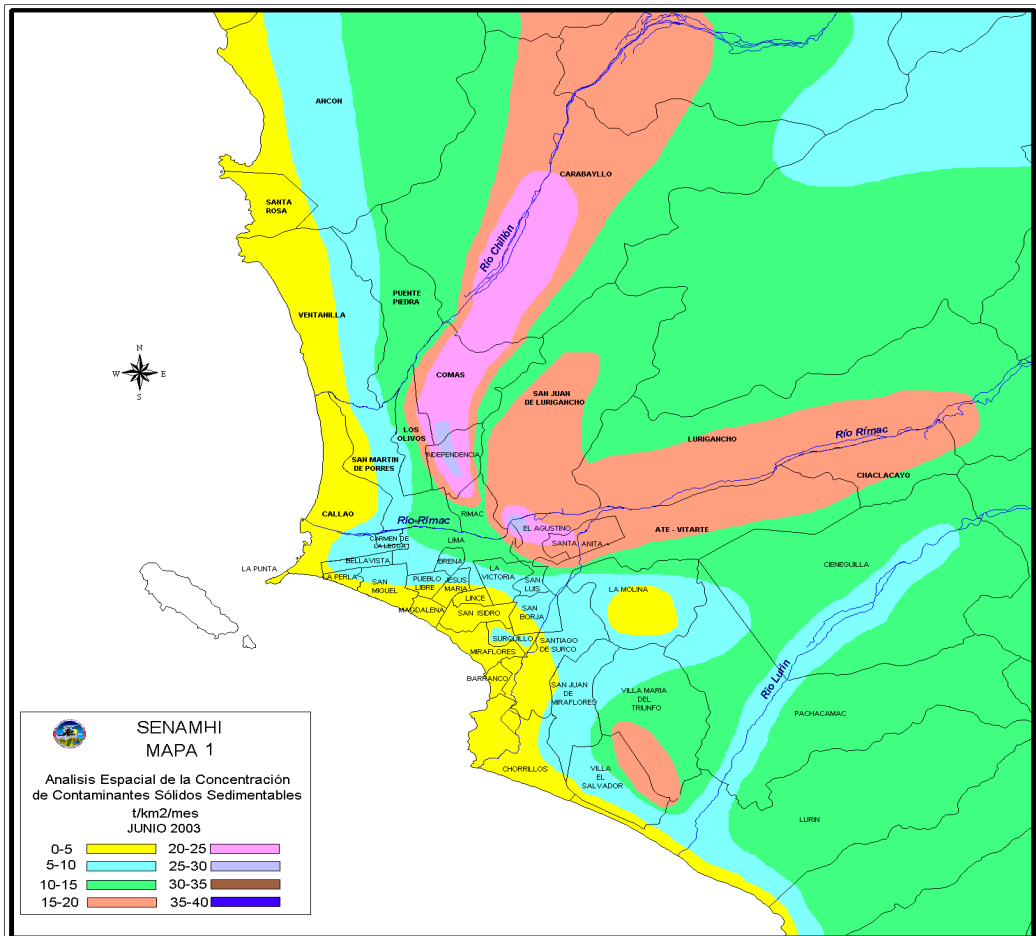 ANCON
CARABAYLLO
SANTA
ROSA
Río Chillón
PUENTE
PIEDRA
VENTANILLA
N
W
E
S
COMAS
SAN JUAN
DE LURIGANCHO
LOS
OLIVOS
LURIGANCHO
Río Rímac
INDEPENDENCIA
SAN MARTIN
DE PORRES
CHACLACAYO
CALLAO
Río Rímac
RIMAC
EL AGUSTINO
ATE - VITARTE
SANTA ANITA
CARMEN DE
LA LEGUA
LIMA
BELLAVISTA
BRENA
LA PUNTA
LA
VICTORIA
CIENEGUILLA
LA PERLA
SAN
MIGUEL
PUEBLO
LIBRE
JESUS
MARIA
SAN
LUIS
LA MOLINA
LINCE
MAGDALENA
SAN ISIDRO
SAN
BORJA
SURQUILLO
SANTIAGO
DE SURCO
MIRAFLORES
BARRANCO
SAN JUAN
DE
MIRAFLORES
VILLA MARIA
DEL
TRIUNFO
Río Lurín
PACHACAMAC
CHORRILLOS
VILLA
EL
SALVADOR
LURIN
SENAMHI
MAPA 1
Analisis Espacial de la Concentración
de Contaminantes Sólidos Sedimentables
t/km2/mes
JUNIO 2003
0-5 20-25
5-10 25-30
10-15 30-35
15-20 35-40